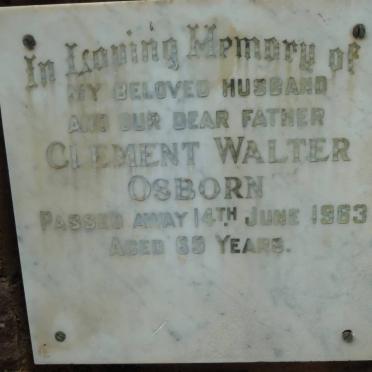 In Loving Memory of
MY BELOVED HUSBAND
AND OUR DEAR FATHER
CLEMENT WALTER
OSBORN
PASSED AWAY 14TH JUNE 1963
AGED 69 YEARS.